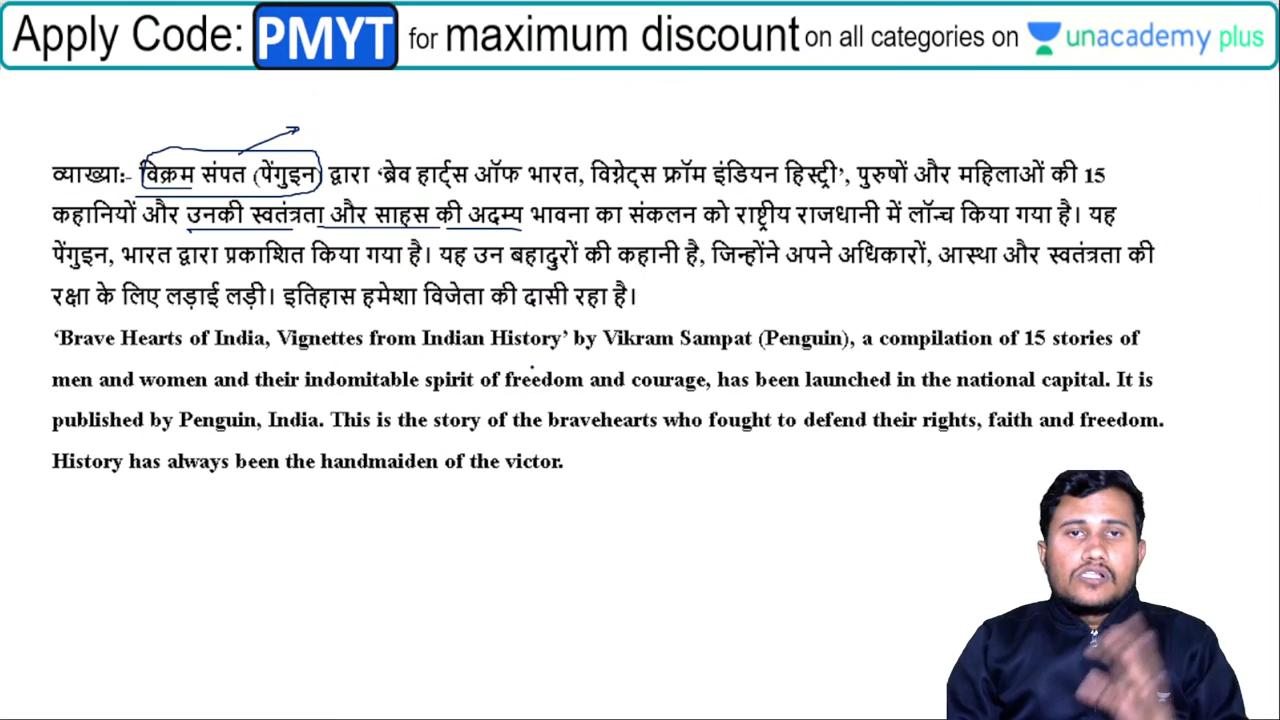 Apply Code: PMYT for maximum discount on all categories on unacademy plus
व्याख्याः- विक्रम संपत (पेंगुइन) द्वारा ‘ब्रेव हार्ट्स ऑफ भारत, विग्नेट्स फ्रॉम इंडियन हिस्ट्री’, पुरुषों और महिलाओं की 15
कहानियों और उनकी स्वतंत्रता और साहस की अदम्य भावना का संकलन को राष्ट्रीय राजधानी में लॉन्च किया गया है। यह
पेंगुइन, भारत द्वारा प्रकाशित किया गया है। यह उन बहादुरों की कहानी है, जिन्होंने अपने अधिकारों, आस्था और स्वतंत्रता की
रक्षा के लिए लड़ाई लड़ी। इतिहास हमेशा विजेता की दासी रहा है।
‘Brave Hearts of India, Vignettes from Indian History’ by Vikram Sampat (Penguin), a compilation of 15 stories of
men and women and their indomitable spirit of freedom and courage, has been launched in the national capital. It is
published by Penguin, India. This is the story of the bravehearts who fought to defend their rights, faith and freedom.
History has always been the handmaiden of the victor.